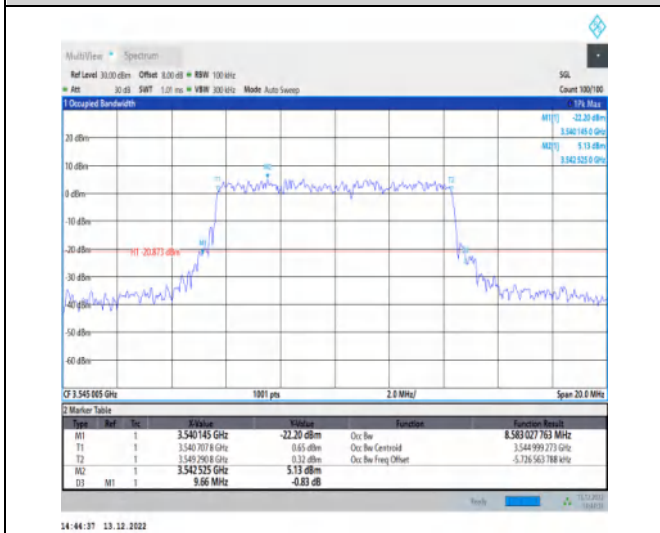 MultiView Spectrum
Ref Level 30.00 dBm Offset 8.00 dB RBW 100 kHz SGL
Att 30 dB SWT 1.01 ms VBW 300 kHz Mode Auto Sweep Count 100/100
1 Occupied Bandwidth 1Pk Max
M1[1] -22.20 dBm
3.540 145 0 GHz
M2[1] 5.13 dBm
3.542 525 0 GHz
20 dBm
10 dBm
0 dBm
-10 dBm
-20 dBm
-30 dBm
-40 dBm
-50 dBm
-60 dBm
T1 M2 T2
M1
H1 -20.873 dBm
CF 3.545 005 GHz 1001 pts 2.0 MHz/ Span 20.0 MHz
2 Marker Table
Type Ref Trc X-Value Y-Value Function Function Result
M1 1 3.540145 GHz -22.20 dBm Occ Bw 8.583 027 763 MHz
T1 1 3.540 707 8 GHz 0.65 dBm Occ Bw Centroid 3.544 999 273 GHz
T2 1 3.549 290 8 GHz 0.32 dBm Occ Bw Freq Offset -5.726 563 788 kHz
M2 1 3.542 525 GHz 5.13 dBm
D3 M1 1 9.66 MHz -0.83 dB
Ready
14:44:37 13.12.2022